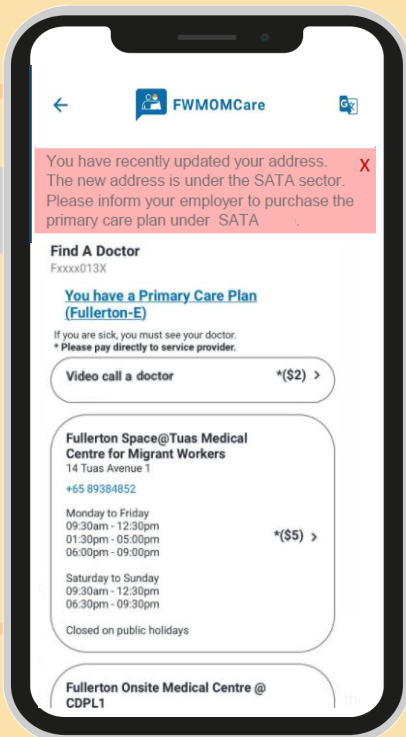 FWMOMCare
You have recently updated your address. X
The new address is under the SATA sector.
Please inform your employer to purchase the
primary care plan under SATA .
Find A Doctor
Fxxxx013X
You have a Primary Care Plan
(Fullerton-E)
If you are sick, you must see your doctor.
* Please pay directly to service provider.
Video call a doctor *($2) >
Fullerton Space@Tuas Medical
Centre for Migrant Workers
14 Tuas Avenue 1
+65 89384852
Monday to Friday
09:30am - 12:30pm
01:30pm - 05:00pm *($5) >
06:00pm - 09:00pm
Saturday to Sunday
09:30am - 12:30pm
06:30pm - 09:30pm
Closed on public holidays
Fullerton Onsite Medical Centre @
CDPL1